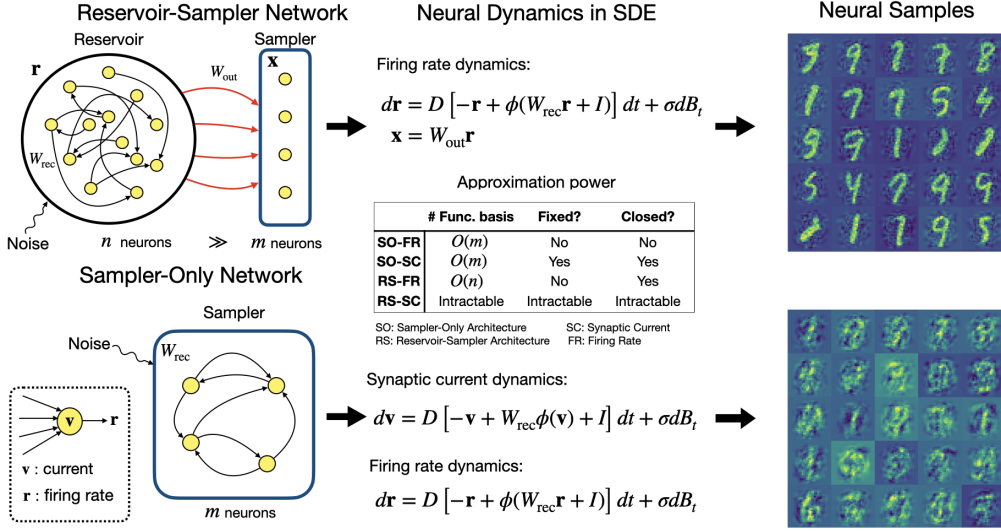 Reservoir-Sampler Network
Neural Dynamics in SDE
Neural Samples
Reservoir
Sampler
r
x
W_out
W_rec
Noise
n neurons ≫ m neurons
Firing rate dynamics:
dr = D [−r + ϕ(W_rec r + I)] dt + σdB_t
x = W_out r
Approximation power
# Func. basis Fixed? Closed?
SO-FR O(m) No No
SO-SC O(m) Yes Yes
RS-FR O(n) No Yes
RS-SC Intractable Intractable Intractable
SO: Sampler-Only Architecture SC: Synaptic Current
RS: Reservoir-Sampler Architecture FR: Firing Rate
Sampler-Only Network
Sampler
Noise
W_rec
v r
v : current
r : firing rate
m neurons
Synaptic current dynamics:
dv = D [−v + W_rec ϕ(v) + I] dt + σdB_t
Firing rate dynamics:
dr = D [−r + ϕ(W_rec r + I)] dt + σdB_t